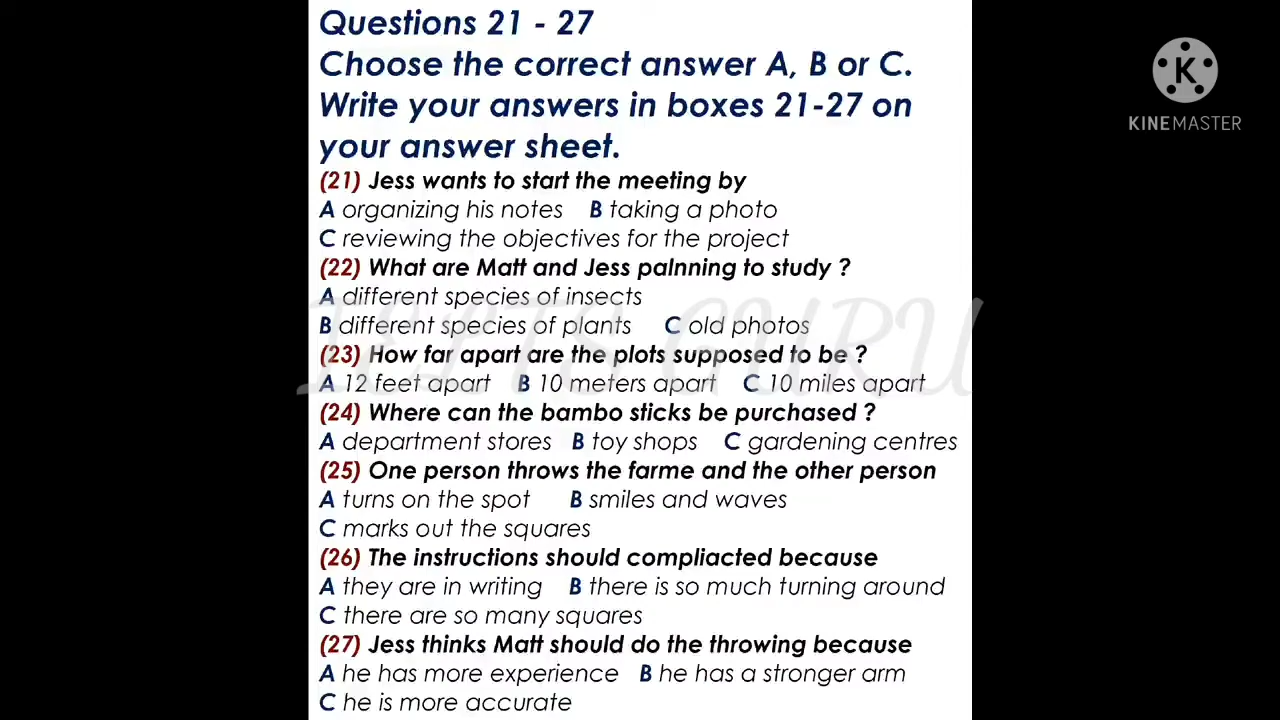 Questions 21 - 27
Choose the correct answer A, B or C.
Write your answers in boxes 21-27 on
your answer sheet.
(21) Jess wants to start the meeting by
A organizing his notes B taking a photo
C reviewing the objectives for the project
(22) What are Matt and Jess palnning to study ?
A different species of insects
B different species of plants C old photos
(23) How far apart are the plots supposed to be ?
A 12 feet apart B 10 meters apart C 10 miles apart
(24) Where can the bambo sticks be purchased ?
A department stores B toy shops C gardening centres
(25) One person throws the farme and the other person
A turns on the spot B smiles and waves
C marks out the squares
(26) The instructions should compliacted because
A they are in writing B there is so much turning around
C there are so many squares
(27) Jess thinks Matt should do the throwing because
A he has more experience B he has a stronger arm
C he is more accurate
IELTS GURU
K
KINEMASTER